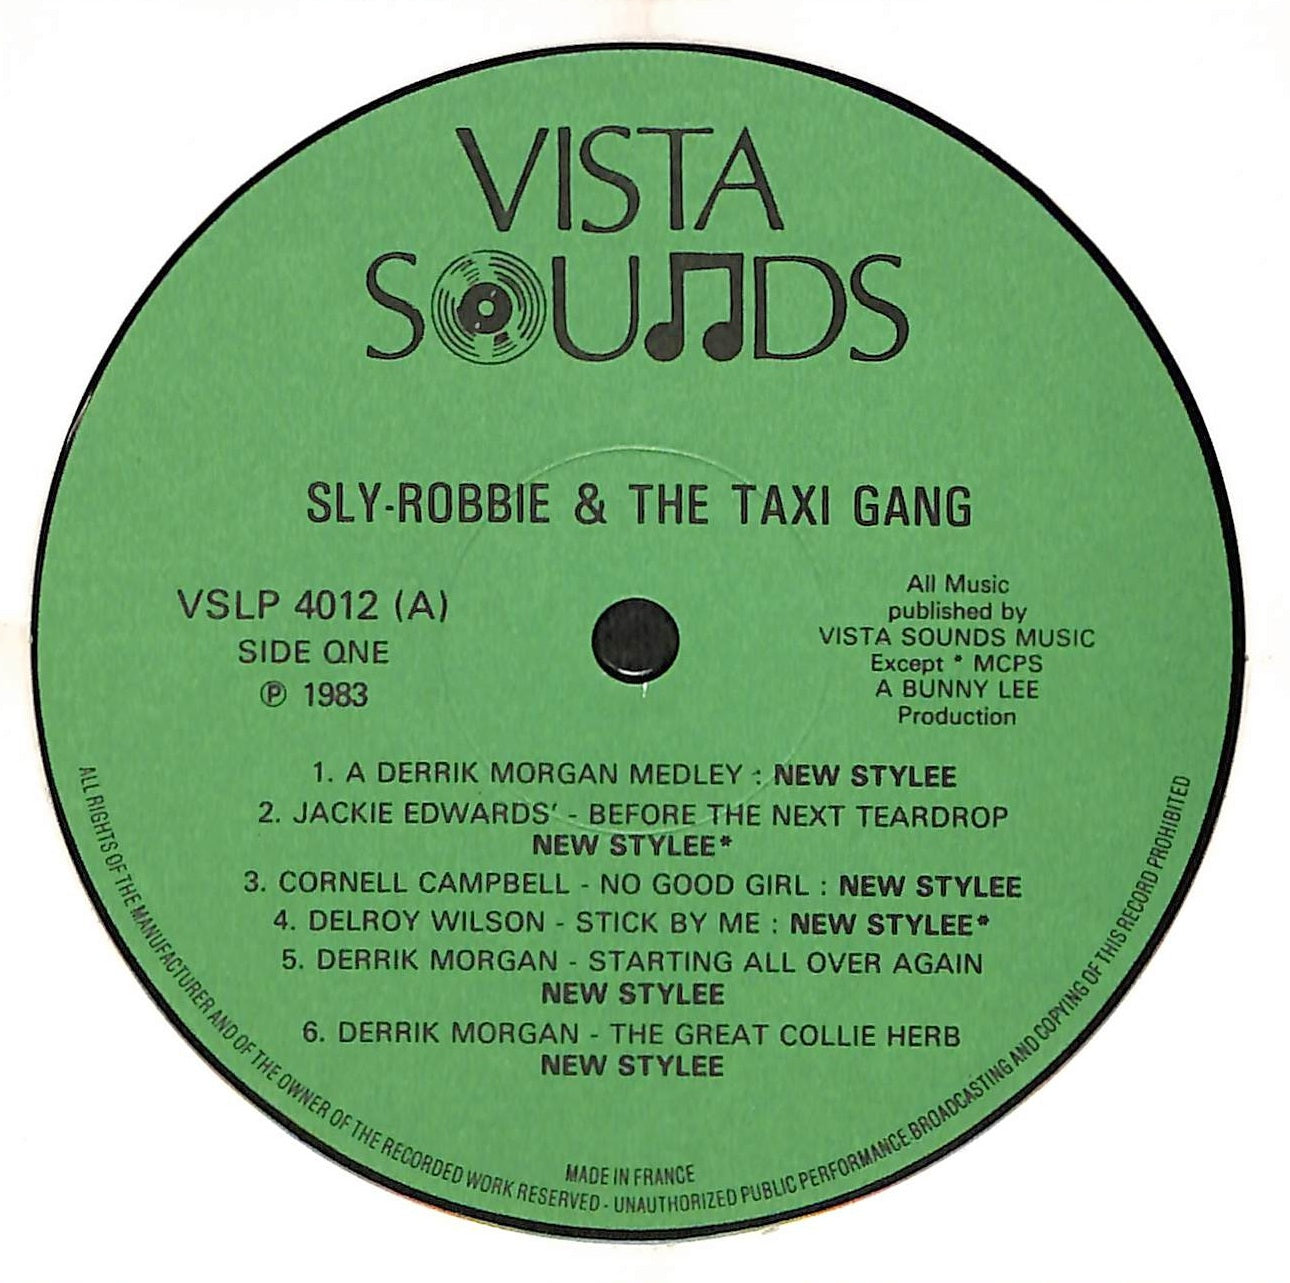 VISTA
SOUNDS
SLY-ROBBIE & THE TAXI GANG
VSLP 4012 (A)
SIDE ONE
℗ 1983
All Music
published by
VISTA SOUNDS MUSIC
Except * MCPS
A BUNNY LEE
Production
1. A DERRIK MORGAN MEDLEY : NEW STYLEE
2. JACKIE EDWARDS' - BEFORE THE NEXT TEARDROP
NEW STYLEE*
3. CORNELL CAMPBELL - NO GOOD GIRL : NEW STYLEE
4. DELROY WILSON - STICK BY ME : NEW STYLEE*
5. DERRIK MORGAN - STARTING ALL OVER AGAIN
NEW STYLEE
6. DERRIK MORGAN - THE GREAT COLLIE HERB
NEW STYLEE
MADE IN FRANCE
ALL RIGHTS OF THE MANUFACTURER AND OF THE OWNER OF THE RECORDED WORK RESERVED - UNAUTHORIZED PUBLIC PERFORMANCE BROADCASTING AND COPYING OF THIS RECORD PROHIBITED